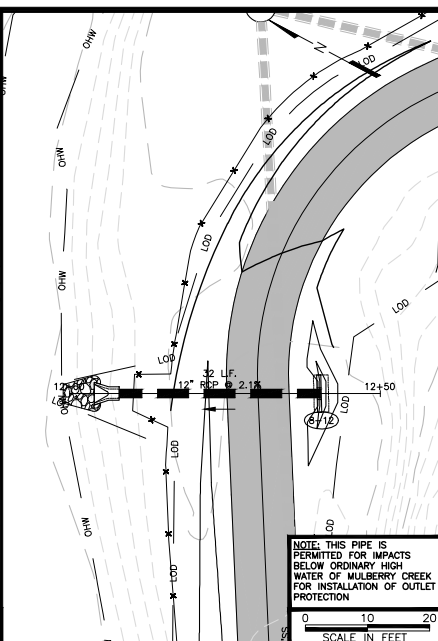 OHW
OHW
N
LOD
LOD
OHW
LOD
OHW
LOD
LOD
32 L.F.
12" RCP @ 2.1%
12+50
LOD
6-12
LOD
OHW
LOD
LOD
NOTE: THIS PIPE IS
PERMITTED FOR IMPACTS
BELOW ORDINARY HIGH
WATER OF MULBERRY CREEK
FOR INSTALLATION OF OUTLET
PROTECTION
0 10 20
SCALE IN FEET